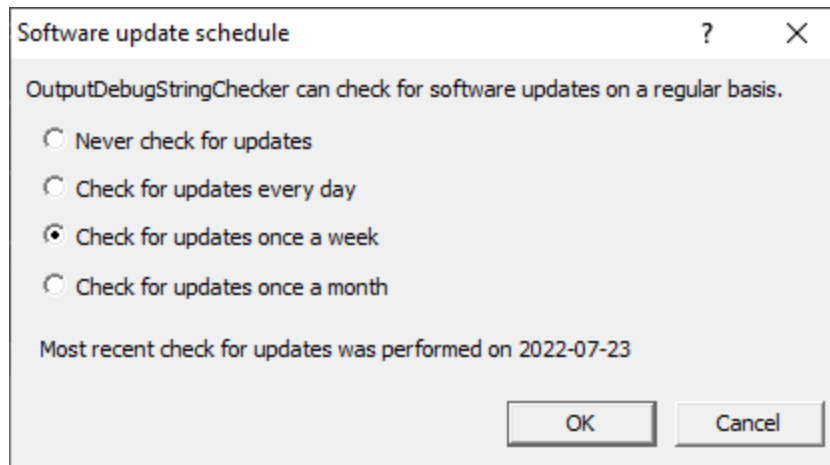 Software update schedule ?
OutputDebugStringChecker can check for software updates on a regular basis.
Never check for updates
Check for updates every day
Check for updates once a week
Check for updates once a month
Most recent check for updates was performed on 2022-07-23
OK Cancel